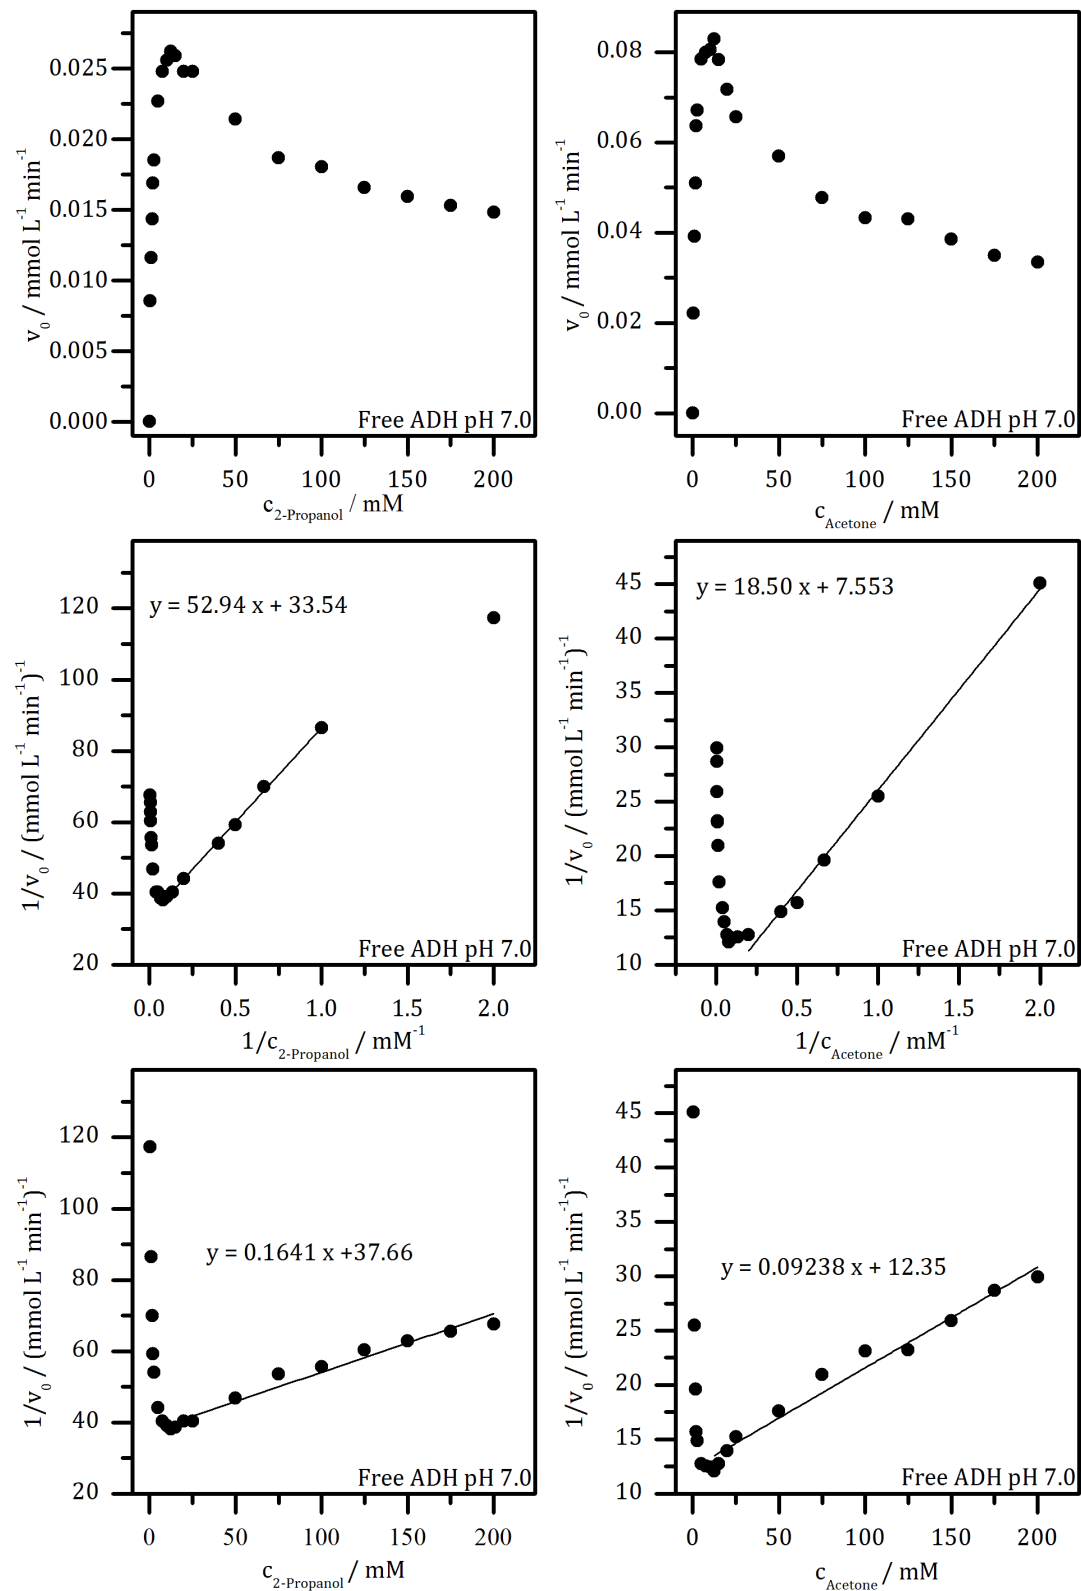 0.025
0.020
0.015
0.010
0.005
0.000
v0 / mmol L-1 min-1
Free ADH pH 7.0
0 50 100 150 200
c2-Propanol / mM
0.08
0.06
0.04
0.02
0.00
v0 / mmol L-1 min-1
Free ADH pH 7.0
0 50 100 150 200
cAcetone / mM
120
100
80
60
40
20
1/v0 / (mmol L-1 min-1)-1
y = 52.94 x + 33.54
Free ADH pH 7.0
0.0 0.5 1.0 2.0
1/c2-Propanol / mM-1
45
40
35
30
25
20
15
10
1/v0 / (mmol L-1 min-1)-1
y = 18.50 x + 7.553
Free ADH pH 7.0
0.0 0.5 1.0 1.5 2.0
1/cAcetone / mM-1
120
100
80
60
40
20
1/v0 / (mmol L-1 min-1)-1
y = 0.1641 x +37.66
Free ADH pH 7.0
0 50 100 150 200
c2-Propanol / mM
45
40
35
30
25
20
15
10
1/v0 / (mmol L-1 min-1)-1
y = 0.09238 x + 12.35
Free ADH pH 7.0
0 50 100 150 200
cAcetone / mM